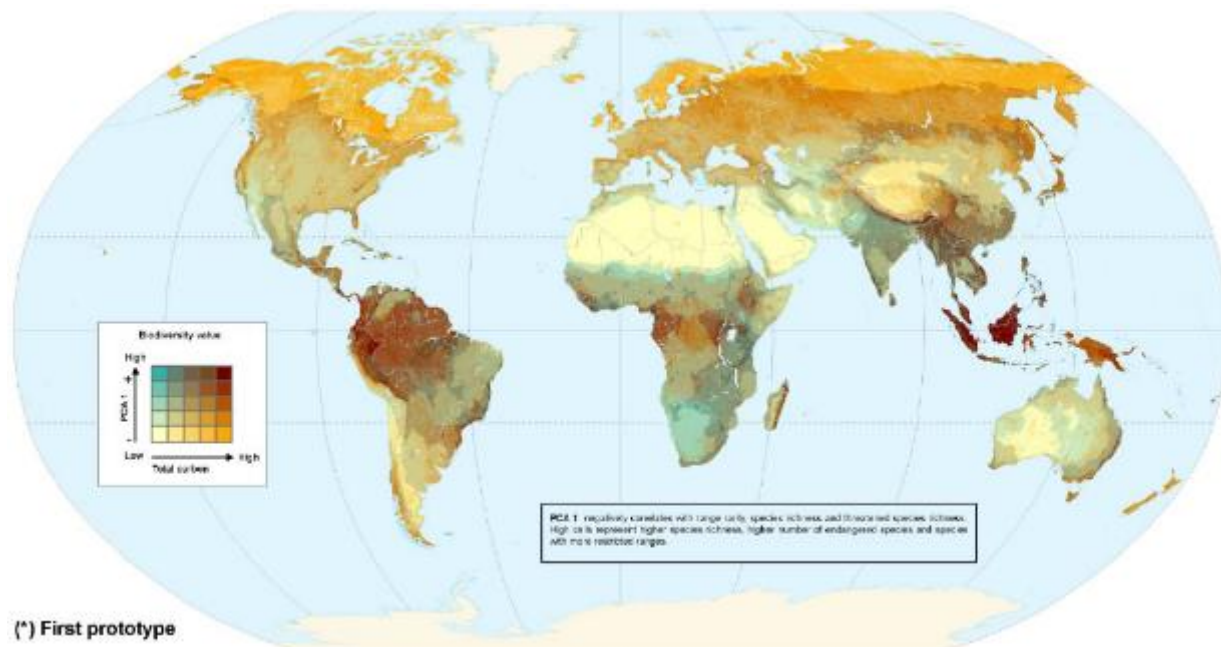 Biodiversity value
High
+
PCA 1
-
Low
High
Total carbon
PCA 1 negatively correlates with range rarity, species richness and threatened species richness.
High cells represent higher species richness, higher number of endangered species and species
with more restricted ranges
(*) First prototype